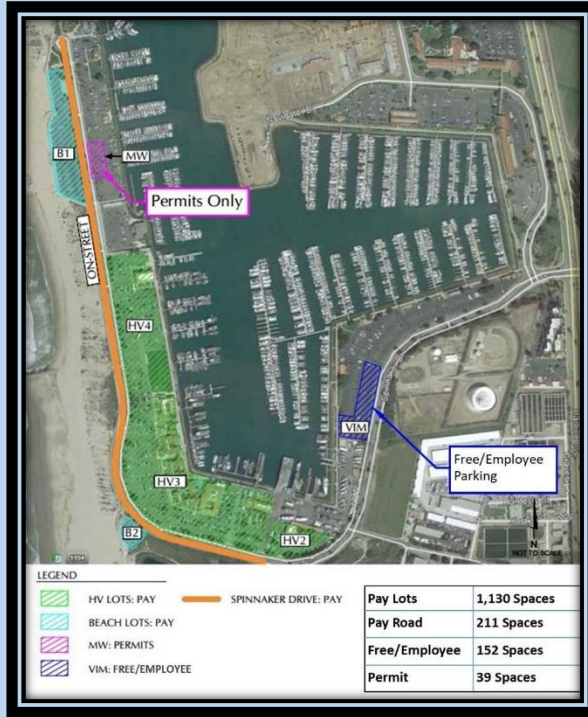 B1
MW
Permits Only
ON-STREET
HV4
VIM
Free/Employee
Parking
HV3
B2
HV2
1994
N
NOT TO SCALE
LEGEND
HV LOTS: PAY
SPINNAKER DRIVE: PAY
BEACH LOTS: PAY
MW: PERMITS
VIM: FREE/EMPLOYEE
Pay Lots 1,130 Spaces
Pay Road 211 Spaces
Free/Employee 152 Spaces
Permit 39 Spaces